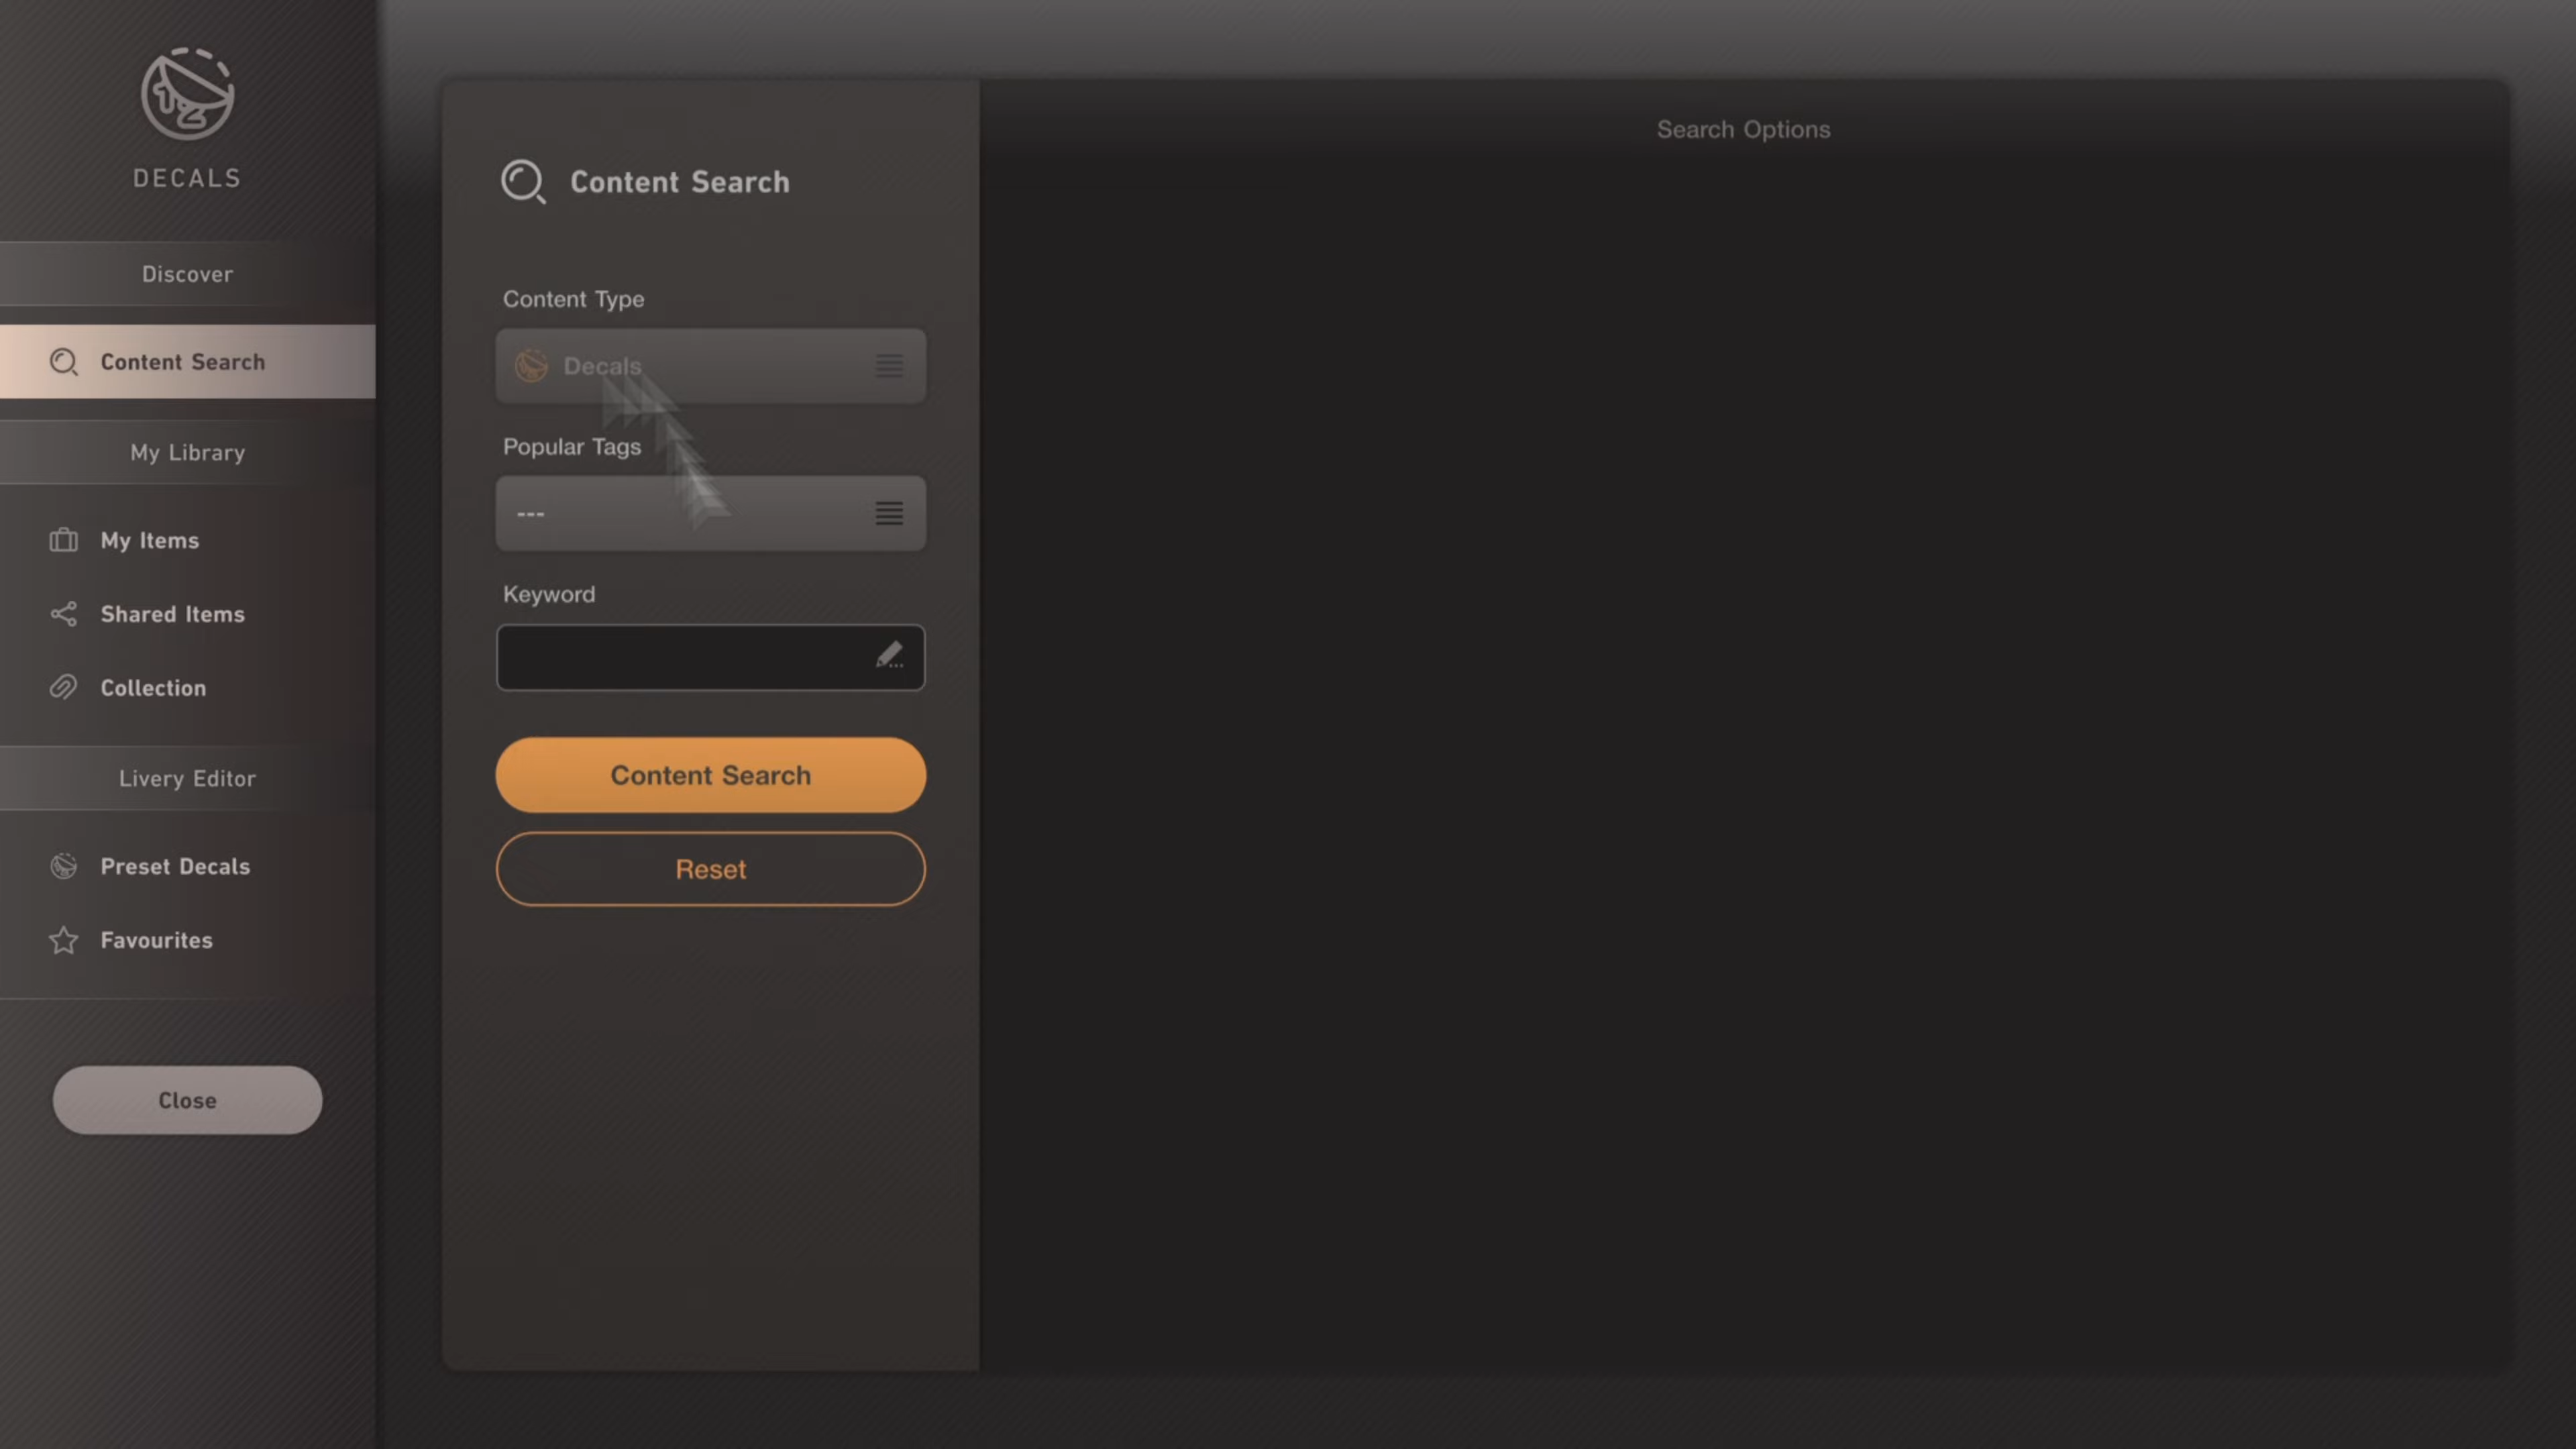 DECALS
Discover
Content Search
My Library
My Items
Shared Items
Collection
Livery Editor
Preset Decals
Favourites
Close
Content Search
Content Type
Decals
Popular Tags
---
Keyword
Content Search
Reset
Search Options